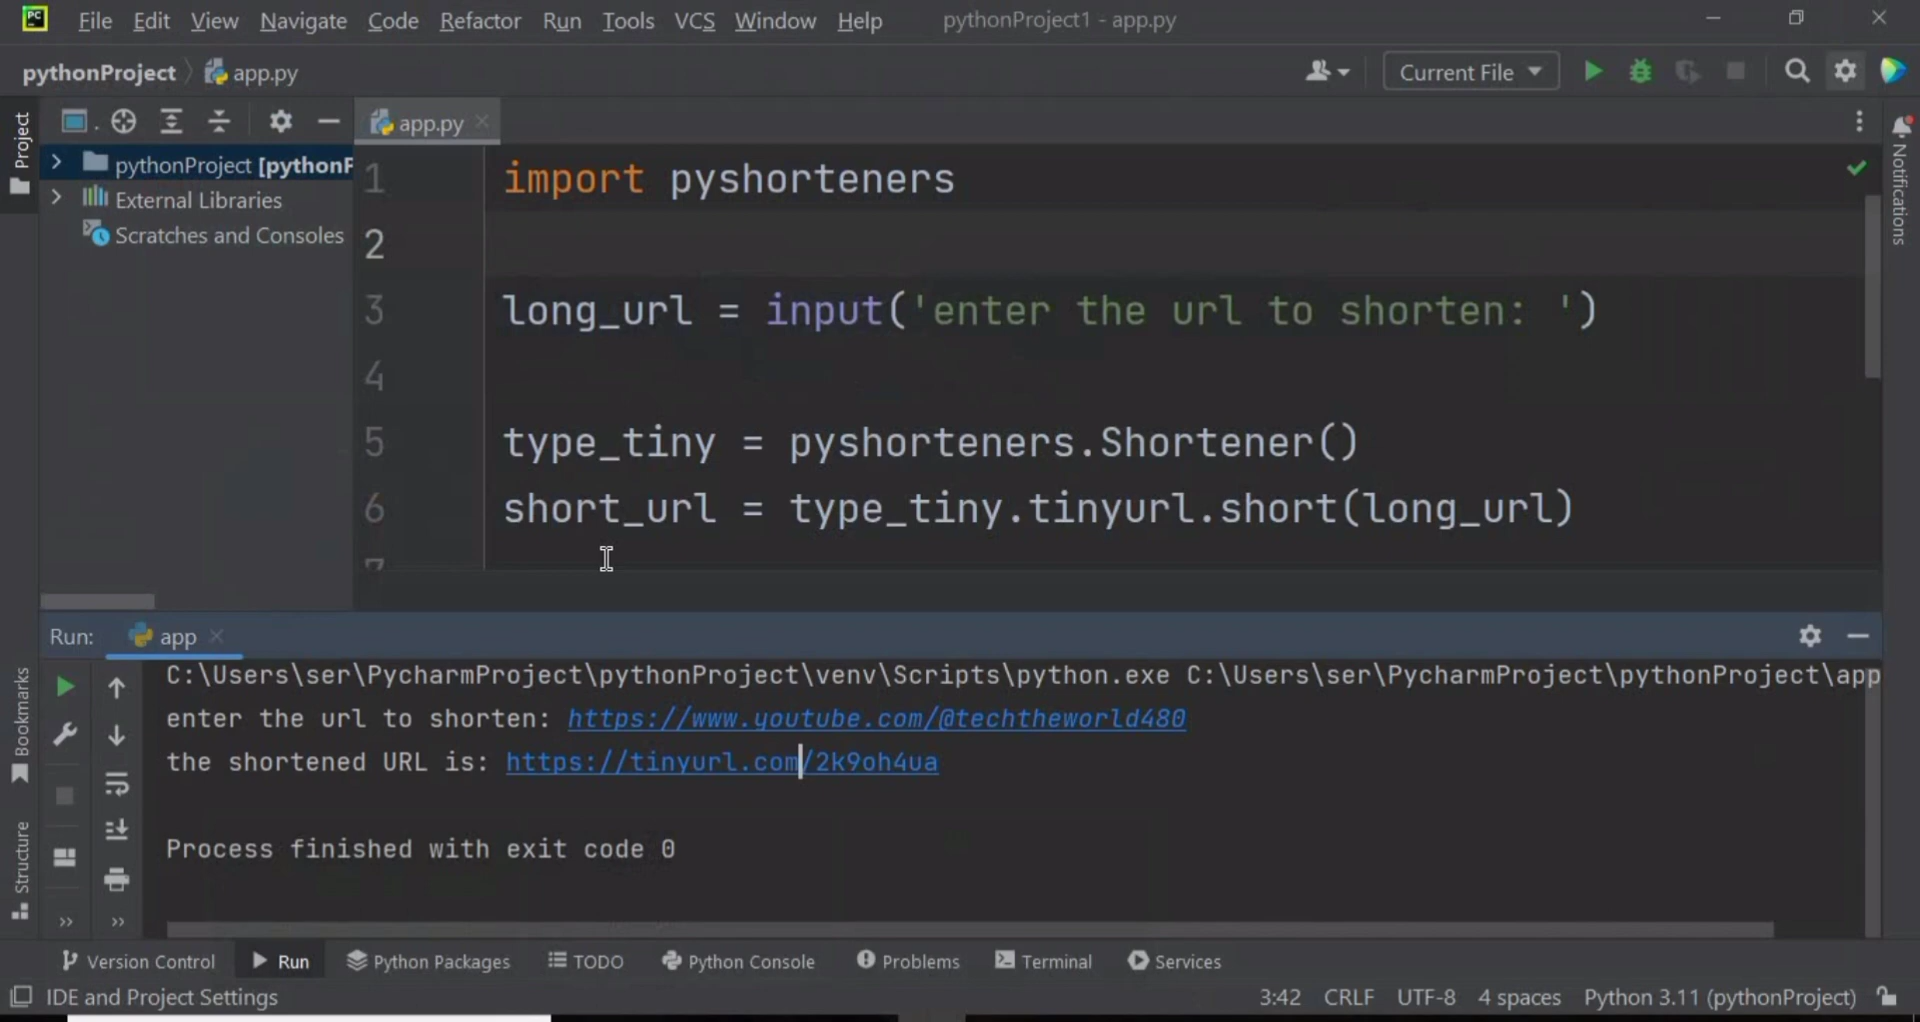 PC File Edit View Navigate Code Refactor Run Tools VCS Window Help pythonProject1 - app.py
pythonProject app.py Current File
Project
app.py
pythonProject [pythonP
External Libraries
Scratches and Consoles
1 import pyshorteners
2
3 long_url = input('enter the url to shorten: ')
4
5 type_tiny = pyshorteners.Shortener()
6 short_url = type_tiny.tinyurl.short(long_url)
7
Notifications
Run: app
C:\Users\ser\PycharmProject\pythonProject\venv\Scripts\python.exe C:\Users\ser\PycharmProject\pythonProject\app
enter the url to shorten: https://www.youtube.com/@techtheworld480
the shortened URL is: https://tinyurl.com/2k9oh4ua
Process finished with exit code 0
Bookmarks
Structure
Version Control Run Python Packages TODO Python Console Problems Terminal Services
IDE and Project Settings 3:42 CRLF UTF-8 4 spaces Python 3.11 (pythonProject)